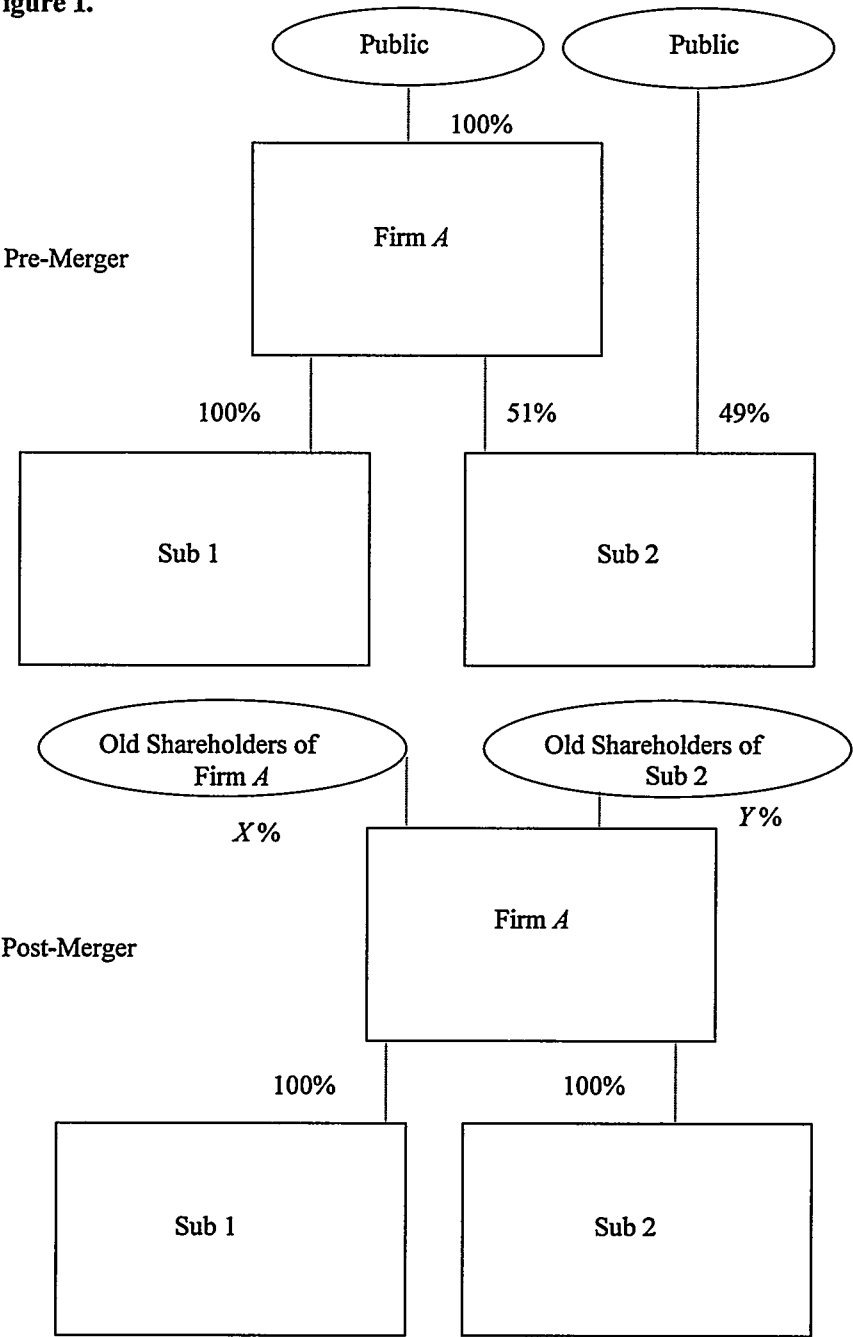 igure 1.
Public
Public
100%
Firm A
Pre-Merger
100%
51%
49%
Sub 1
Sub 2
Old Shareholders of
Firm A
Old Shareholders of
Sub 2
X%
Y%
Firm A
Post-Merger
100%
100%
Sub 1
Sub 2